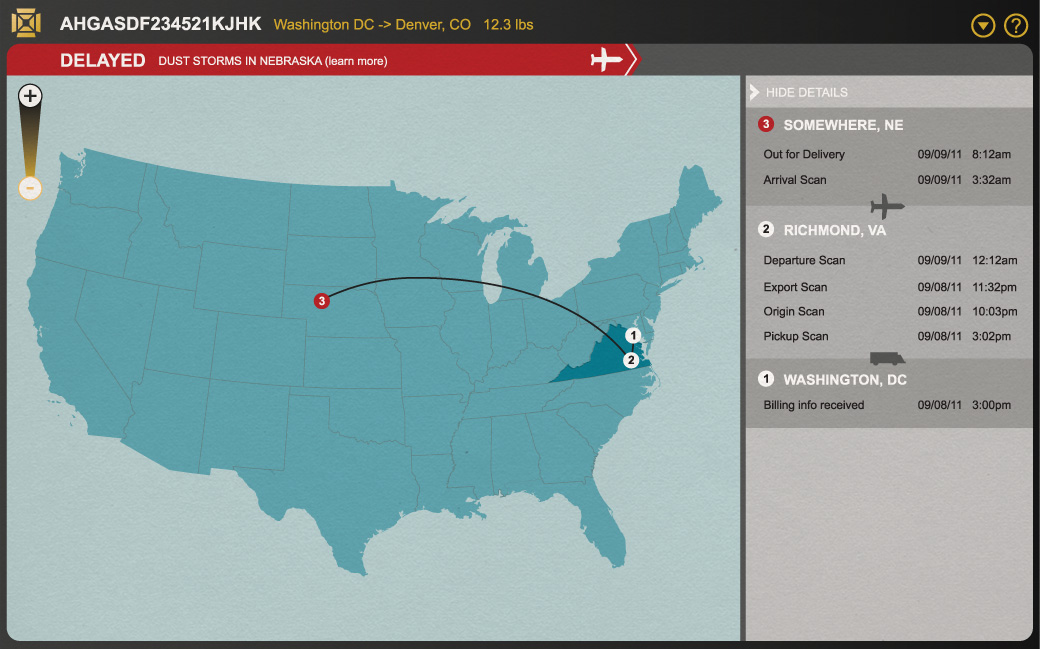 AHGASDF234521KJHK Washington DC -> Denver, CO 12.3 lbs
?
DELAYED DUST STORMS IN NEBRASKA (learn more)
+
-
3
1
2
HIDE DETAILS
3 SOMEWHERE, NE
Out for Delivery 09/09/11 8:12am
Arrival Scan 09/09/11 3:32am
2 RICHMOND, VA
Departure Scan 09/09/11 12:12am
Export Scan 09/08/11 11:32pm
Origin Scan 09/08/11 10:03pm
Pickup Scan 09/08/11 3:02pm
1 WASHINGTON, DC
Billing info received 09/08/11 3:00pm